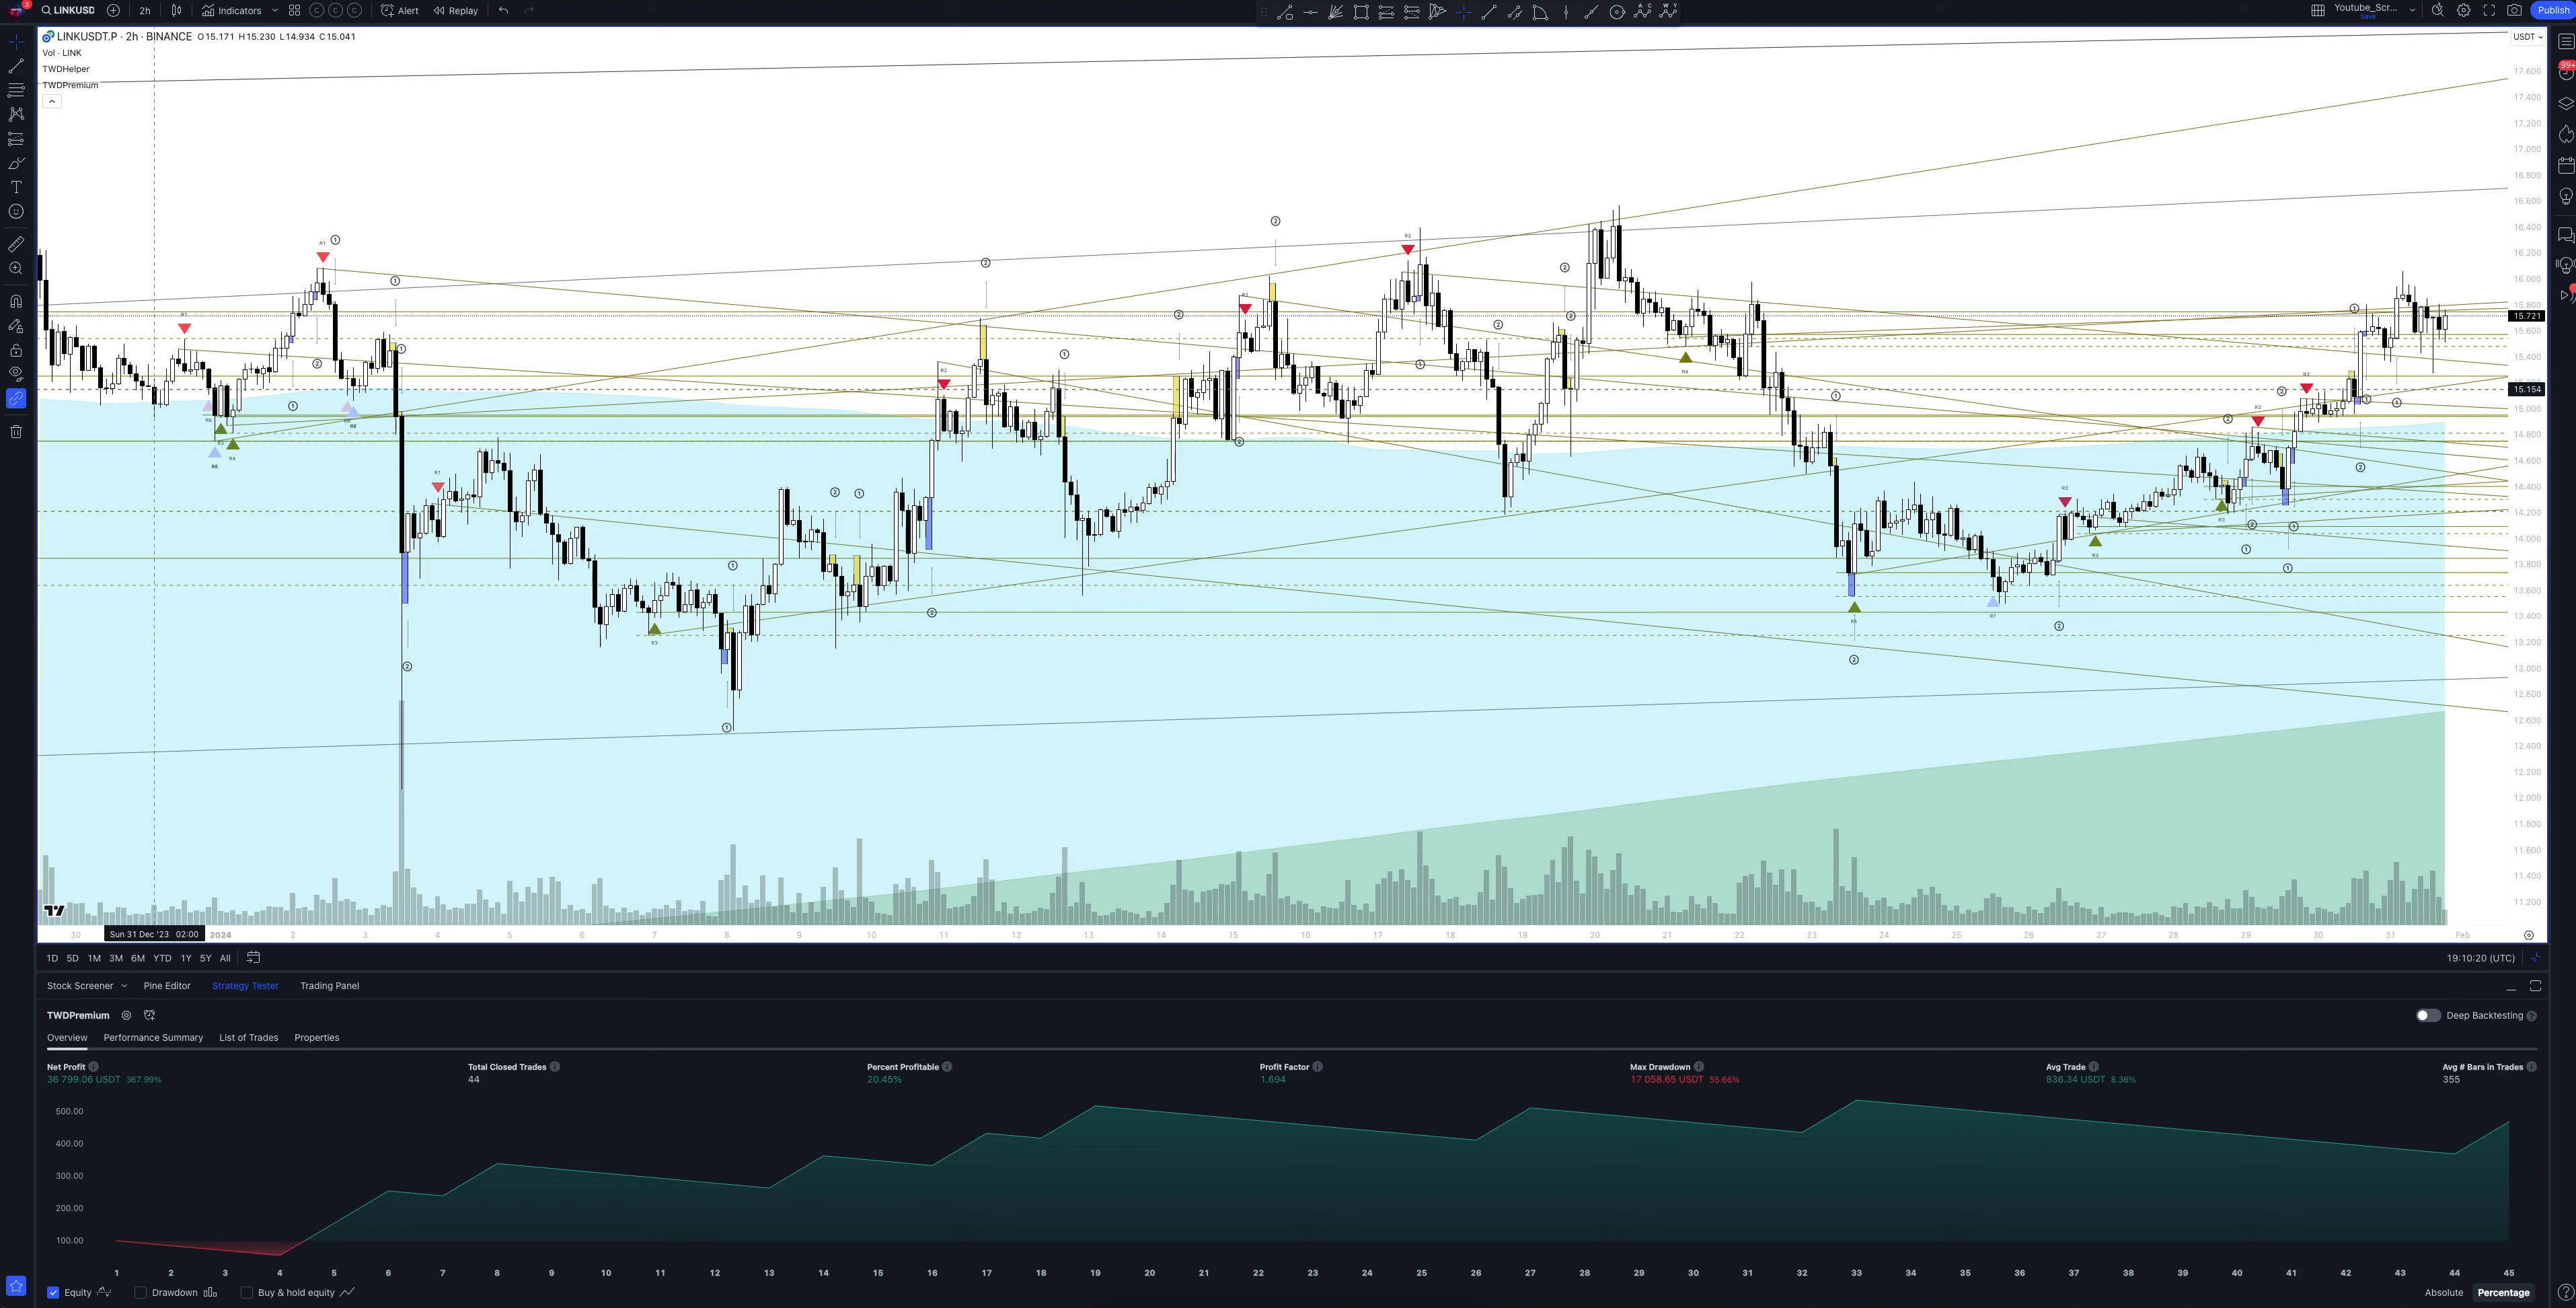 3
LINKUSD
2h
Indicators
Alert
Replay
Youtube_Scr...
Save
Publish
LINKUSDT.P · 2h · BINANCE O15.171 H15.230 L14.934 C15.041
Vol · LINK
TWDHelper
TWDPremium
USDT
99+
17.600
17.400
17.200
17.000
16.800
16.600
16.400
16.200
16.000
15.800
15.721
15.600
15.400
15.154
15.000
14.800
14.600
14.400
14.200
14.000
13.800
13.600
13.400
13.200
13.000
12.800
12.600
12.400
12.200
12.000
11.800
11.600
11.400
11.200
30 Sun 31 Dec '23 02:00 2024 2 3 4 5 6 7 8 9 10 11 12 13 14 15 16 17 18 19 20 21 22 23 24 25 26 27 28 29 30 31 Feb
1D 5D 1M 3M 6M YTD 1Y 5Y All
19:10:20 (UTC)
Stock Screener Pine Editor Strategy Tester Trading Panel
TWDPremium
Deep Backtesting
Overview Performance Summary List of Trades Properties
Net Profit Total Closed Trades Percent Profitable Profit Factor Max Drawdown Avg Trade Avg # Bars in Trades
36 799.06 USDT 367.99% 44 20.45% 1.694 17 058.65 USDT 55.66% 836.34 USDT 8.36% 355
500.00
400.00
300.00
200.00
100.00
1 2 3 4 5 6 7 8 9 10 11 12 13 14 15 16 17 18 19 20 21 22 23 24 25 26 27 28 29 30 31 32 33 34 35 36 37 38 39 40 41 42 43 44 45
Equity Drawdown Buy & hold equity
Absolute Percentage